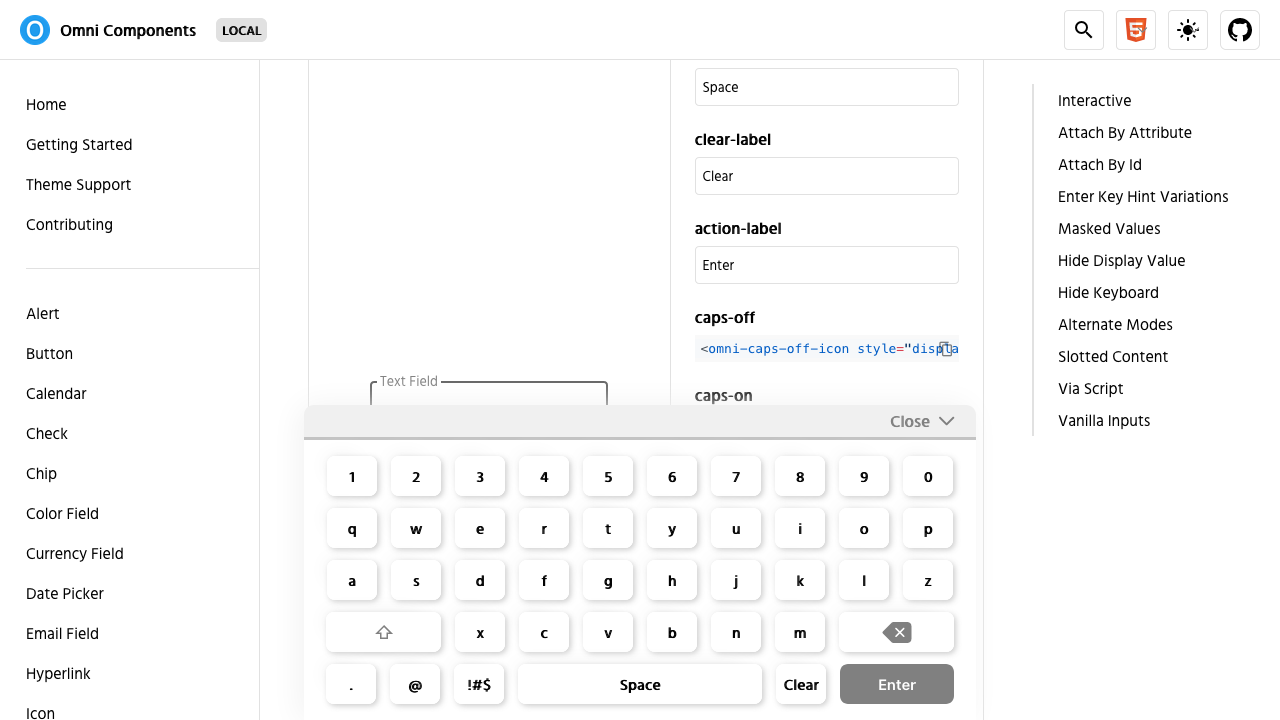 Omni Components LOCAL
Home
Getting Started
Theme Support
Contributing
Alert
Button
Calendar
Check
Chip
Color Field
Currency Field
Date Picker
Email Field
Hyperlink
Icon
Space
clear-label
Clear
action-label
Enter
caps-off
<omni-caps-off-icon style="displa
caps-on
Text Field
Close
1 2 3 4 5 6 7 8 9 0
q w e r t y u i o p
a s d f g h j k l z
x c v b n m
. @ !#$ Space Clear Enter
Interactive
Attach By Attribute
Attach By Id
Enter Key Hint Variations
Masked Values
Hide Display Value
Hide Keyboard
Alternate Modes
Slotted Content
Via Script
Vanilla Inputs